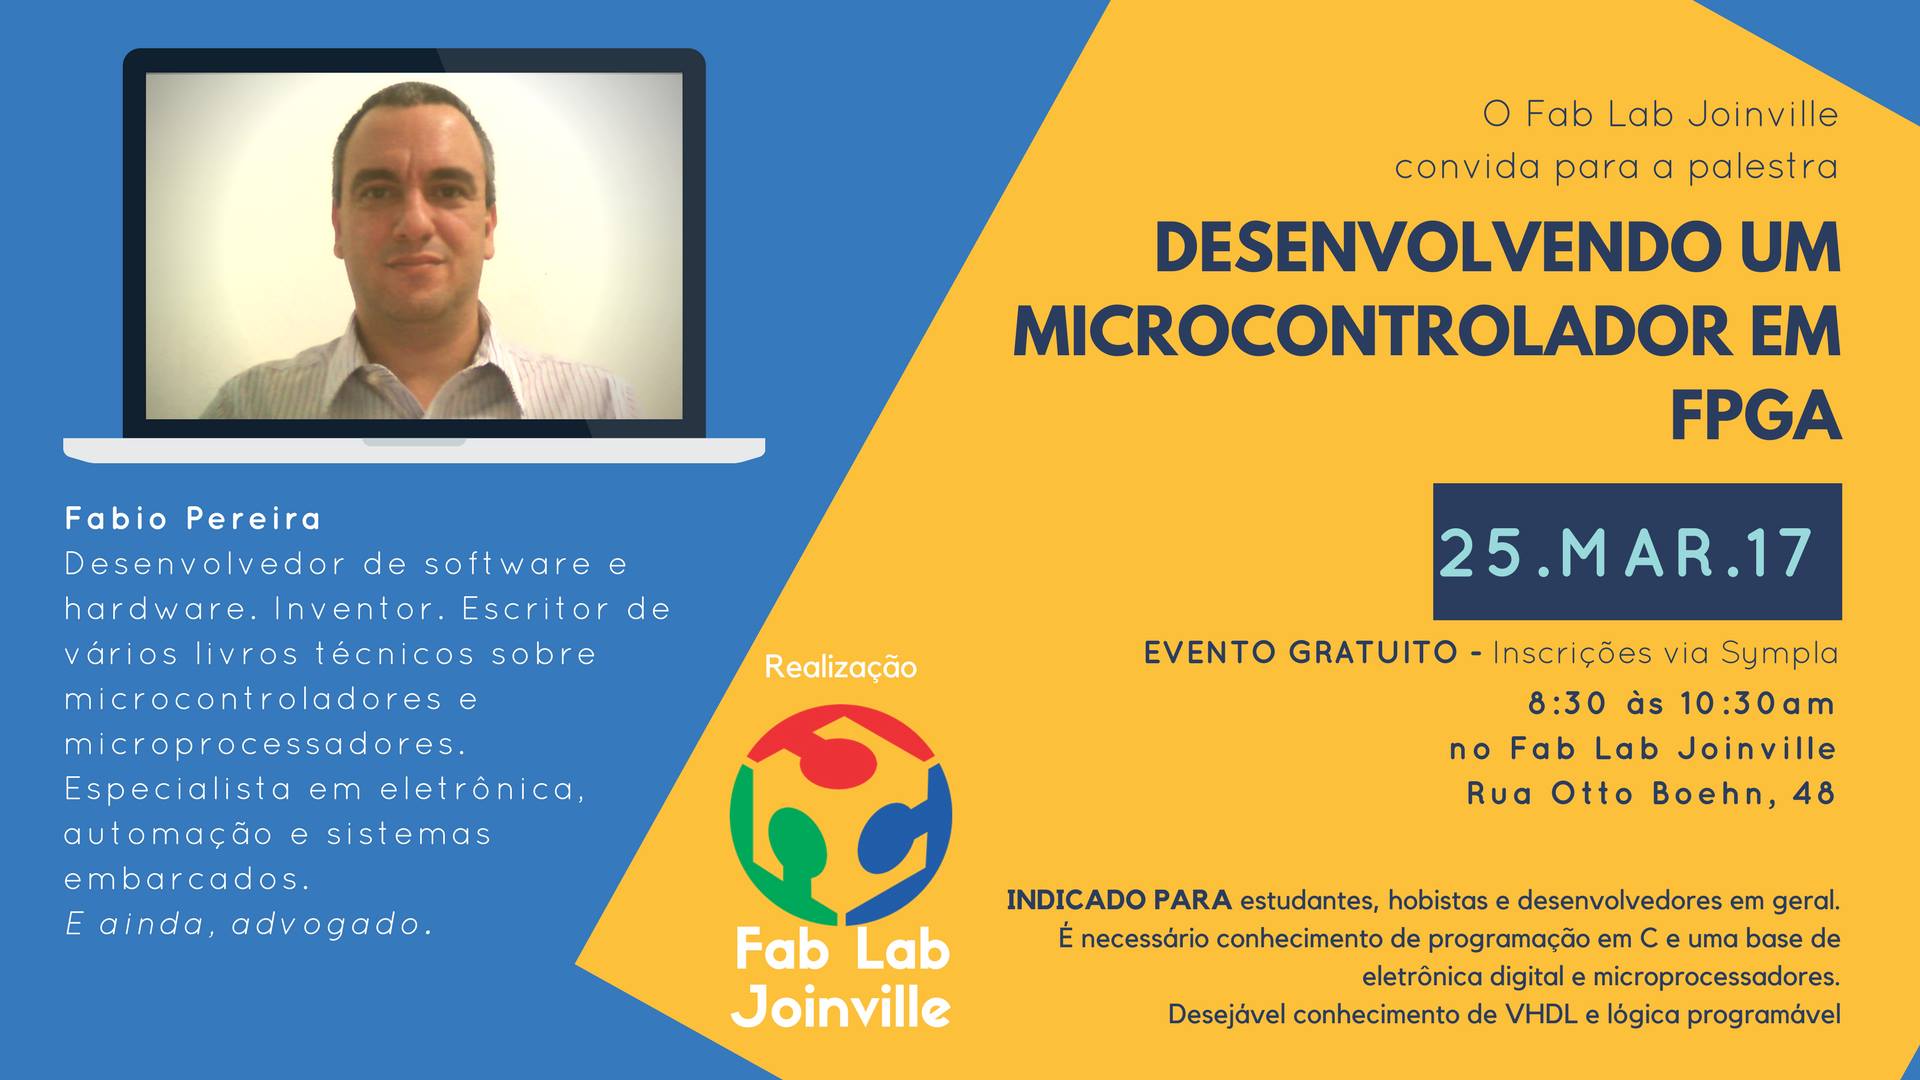 O Fab Lab Joinville
convida para a palestra
DESENVOLVENDO UM
MICROCONTROLADOR EM
FPGA
25.MAR.17
EVENTO GRATUITO - Inscrições via Sympla
8:30 às 10:30am
no Fab Lab Joinville
Rua Otto Boehn, 48
INDICADO PARA estudantes, hobistas e desenvolvedores em geral.
É necessário conhecimento de programação em C e uma base de
eletrônica digital e microprocessadores.
Desejável conhecimento de VHDL e lógica programável
Fabio Pereira
Desenvolvedor de software e
hardware. Inventor. Escritor de
vários livros técnicos sobre
microcontroladores e
microprocessadores.
Especialista em eletrônica,
automação e sistemas
embarcados.
E ainda, advogado.
Realização
Fab Lab
Joinville